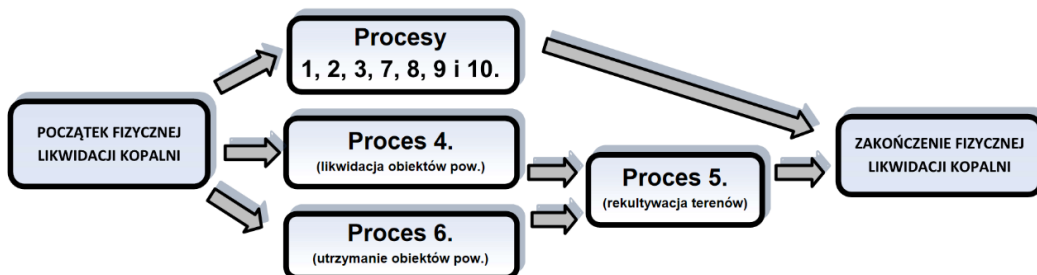 Procesy
1, 2, 3, 7, 8, 9 i 10.
POCZĄTEK FIZYCZNEJ
LIKWIDACJI KOPALNI
Proces 4.
(likwidacja obiektów pow.)
Proces 6.
(utrzymanie obiektów pow.)
Proces 5.
(rekultywacja terenów)
ZAKOŃCZENIE FIZYCZNEJ
LIKWIDACJI KOPALNI